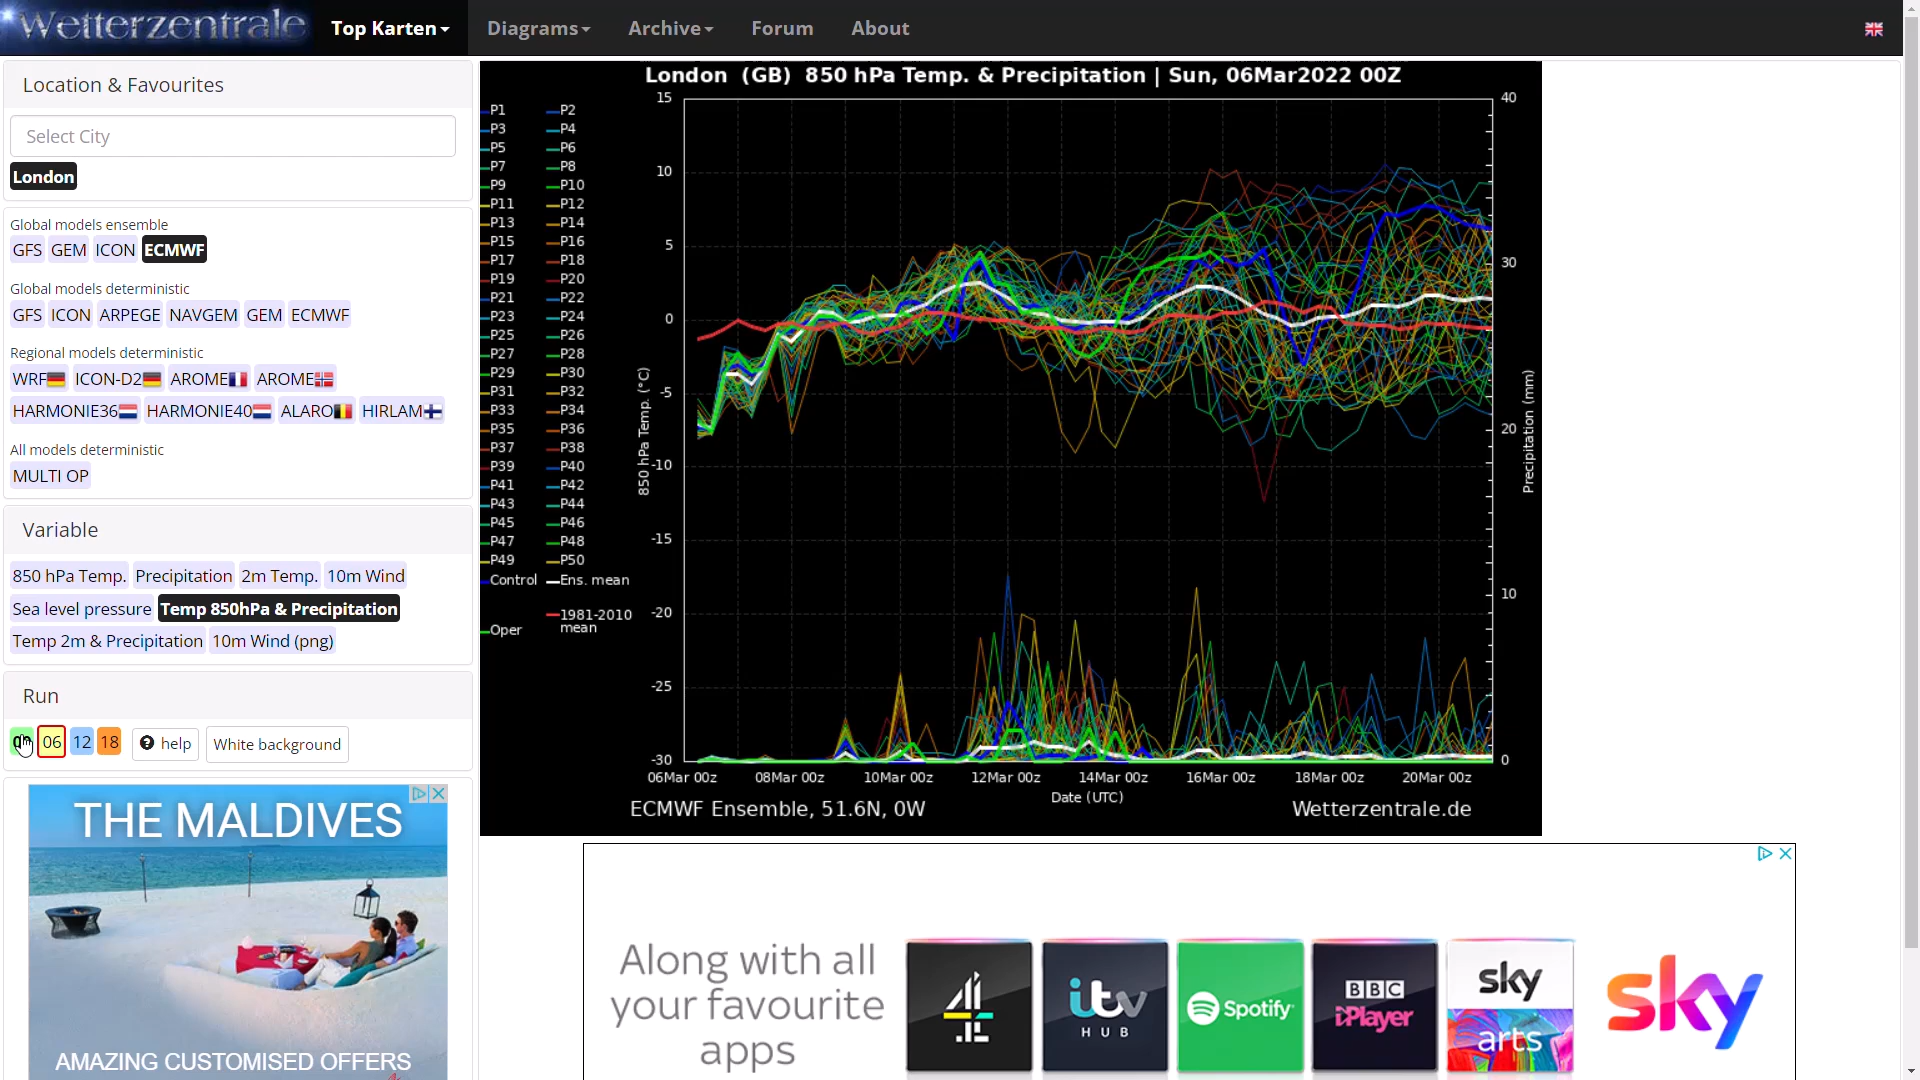 Wetterzentrale
Top Karten
Diagrams
Archive
Forum
About
Location & Favourites
Select City
London
Global models ensemble
GFS GEM ICON ECMWF
Global models deterministic
GFS ICON ARPEGE NAVGEM GEM ECMWF
Regional models deterministic
WRF ICON-D2 AROME AROME
HARMONIE36 HARMONIE40 ALARO HIRLAM
All models deterministic
MULTI OP
Variable
850 hPa Temp. Precipitation 2m Temp. 10m Wind
Sea level pressure Temp 850hPa & Precipitation
Temp 2m & Precipitation 10m Wind (png)
Run
06 12 18 help White background
THE MALDIVES
AMAZING CUSTOMISED OFFERS
London (GB) 850 hPa Temp. & Precipitation | Sun, 06Mar2022 00Z
P1 P2
P3 P4
P5 P6
P7 P8
P9 P10
P11 P12
P13 P14
P15 P16
P17 P18
P19 P20
P21 P22
P23 P24
P25 P26
P27 P28
P29 P30
P31 P32
P33 P34
P35 P36
P37 P38
P39 P40
P41 P42
P43 P44
P45 P46
P47 P48
P49 P50
Control Ens. mean
1981-2010
mean
Oper
850 hPa Temp. (°C)
15
10
5
0
-5
-10
-15
-20
-25
-30
40
30
20
10
0
Precipitation (mm)
06Mar 00z 08Mar 00z 10Mar 00z 12Mar 00z 14Mar 00z 16Mar 00z 18Mar 00z 20Mar 00z
Date (UTC)
ECMWF Ensemble, 51.6N, 0W
Wetterzentrale.de
Along with all
your favourite
apps
4
itv
HUB
Spotify
BBC
iPlayer
sky
arts
sky